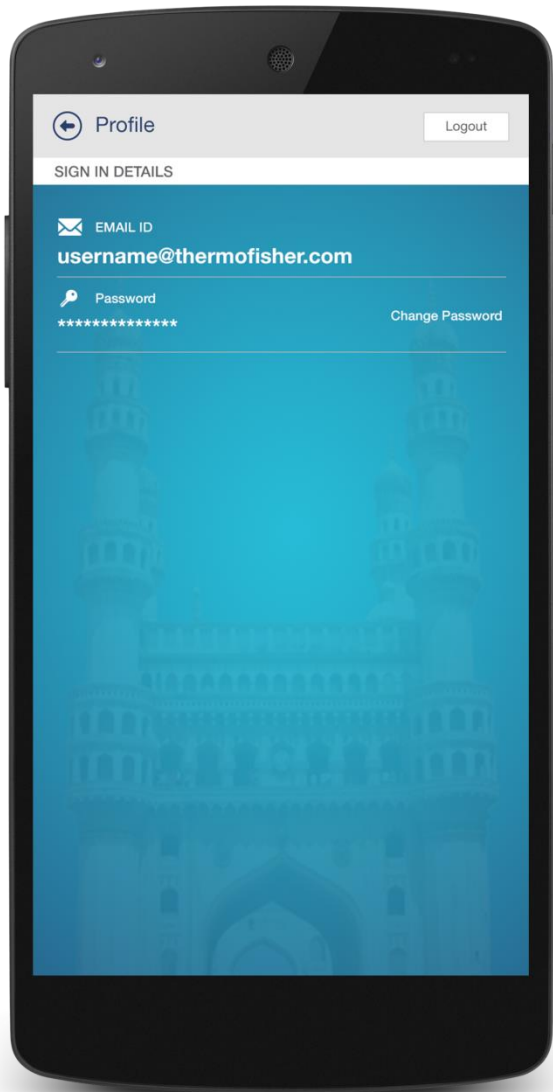 Profile
Logout
SIGN IN DETAILS
EMAIL ID
username@thermofisher.com
Password
**************
Change Password